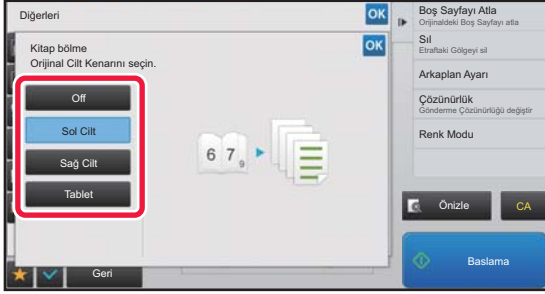 Diğerleri
OK
Kitap bölme
Orijinal Cilt Kenarını seçin.
OK
Off
Sol Cilt
Sağ Cilt
Tablet
6 7 9
Geri
Boş Sayfayı Atla
Orijinaldeki Boş Sayfayı atla
Sıl
Etraftaki Gölgeyi sil
Arkaplan Ayarı
Çözünürlük
Gönderme Çözünürlüğü değiştir
Renk Modu
Önizle
CA
Baslama